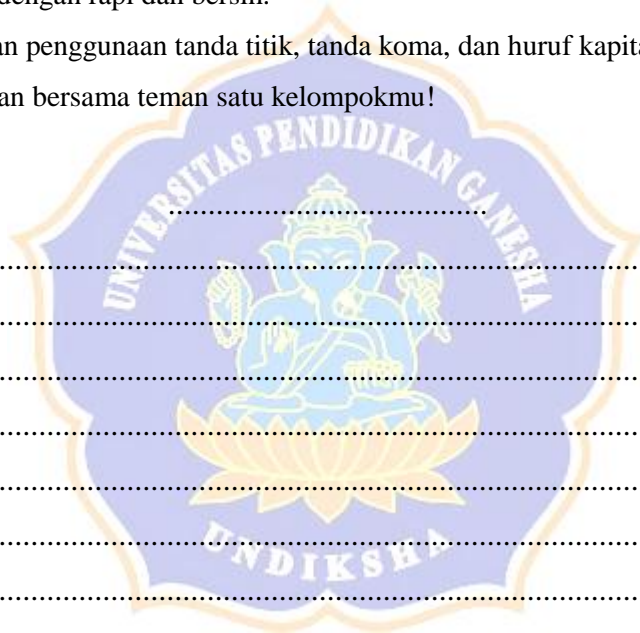 dengan rapi dan bersih.
an penggunaan tanda titik, tanda koma, dan huruf
an bersama teman satu kelompokmu!
UNIVERSITAS PENDIDIKAN GANESHA
........................................
................................................................................
................................................................................
................................................................................
................................................................................
................................................................................
................................................................................
................................................................................
UNDIKSHA